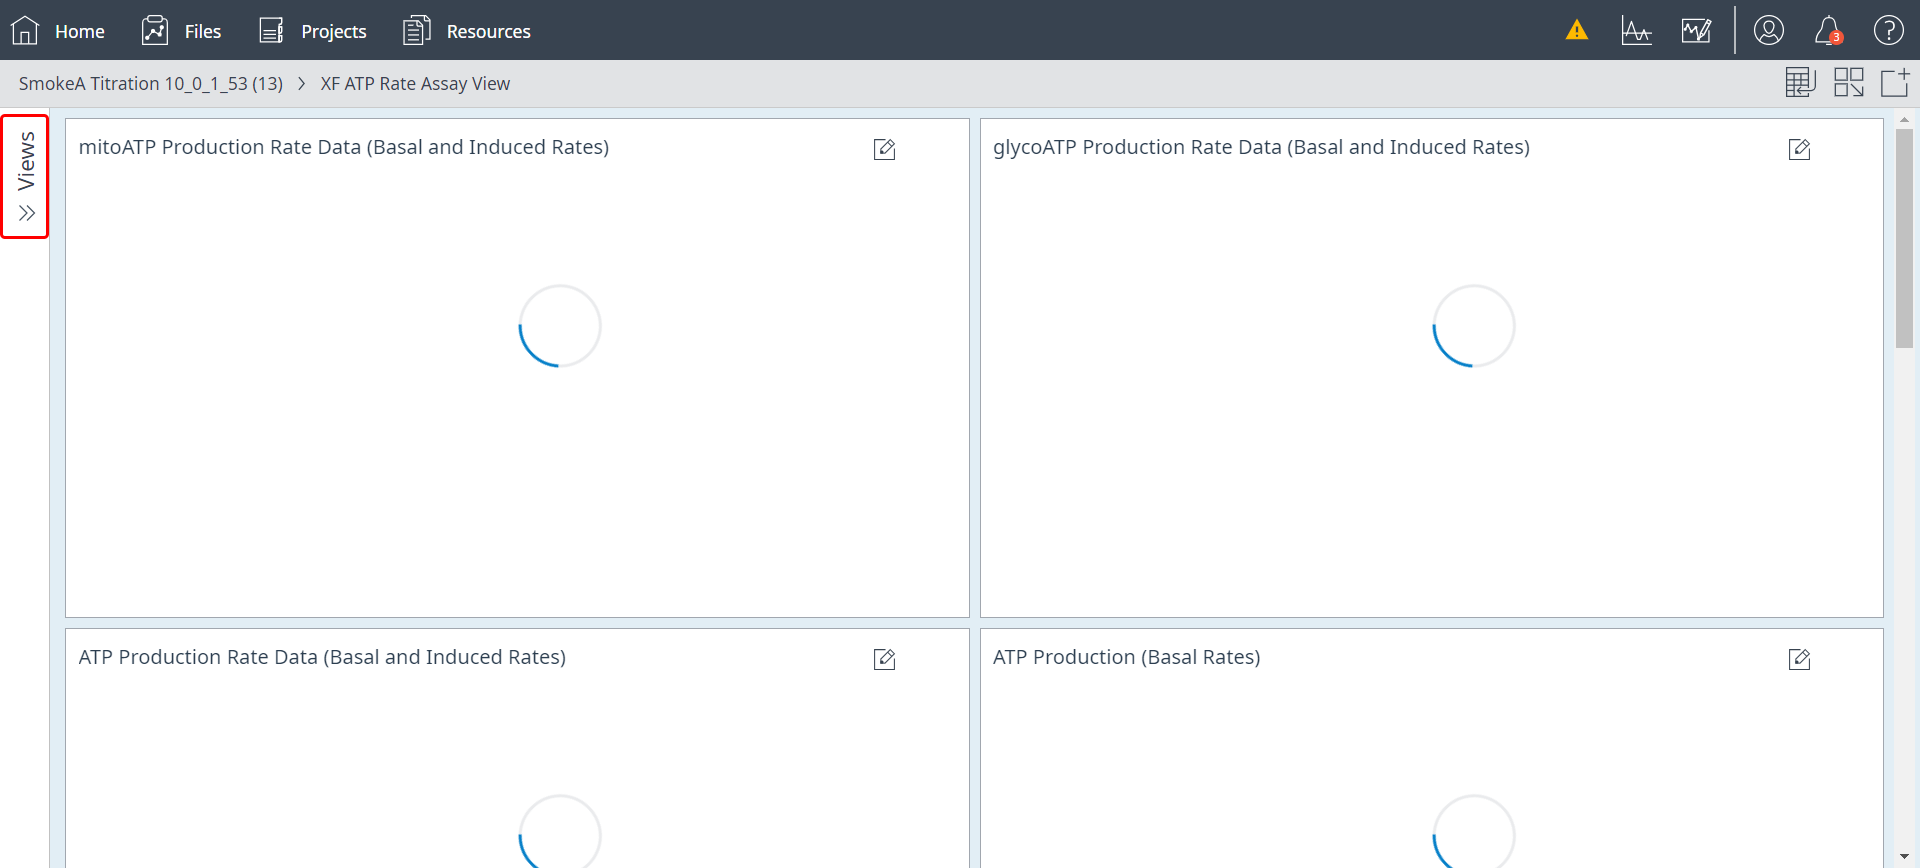 Home Files Projects Resources 3
SmokeA Titration 10_0_1_53 (13) > XF ATP Rate Assay View
Views
mitoATP Production Rate Data (Basal and Induced Rates)
glycoATP Production Rate Data (Basal and Induced Rates)
ATP Production Rate Data (Basal and Induced Rates)
ATP Production (Basal Rates)